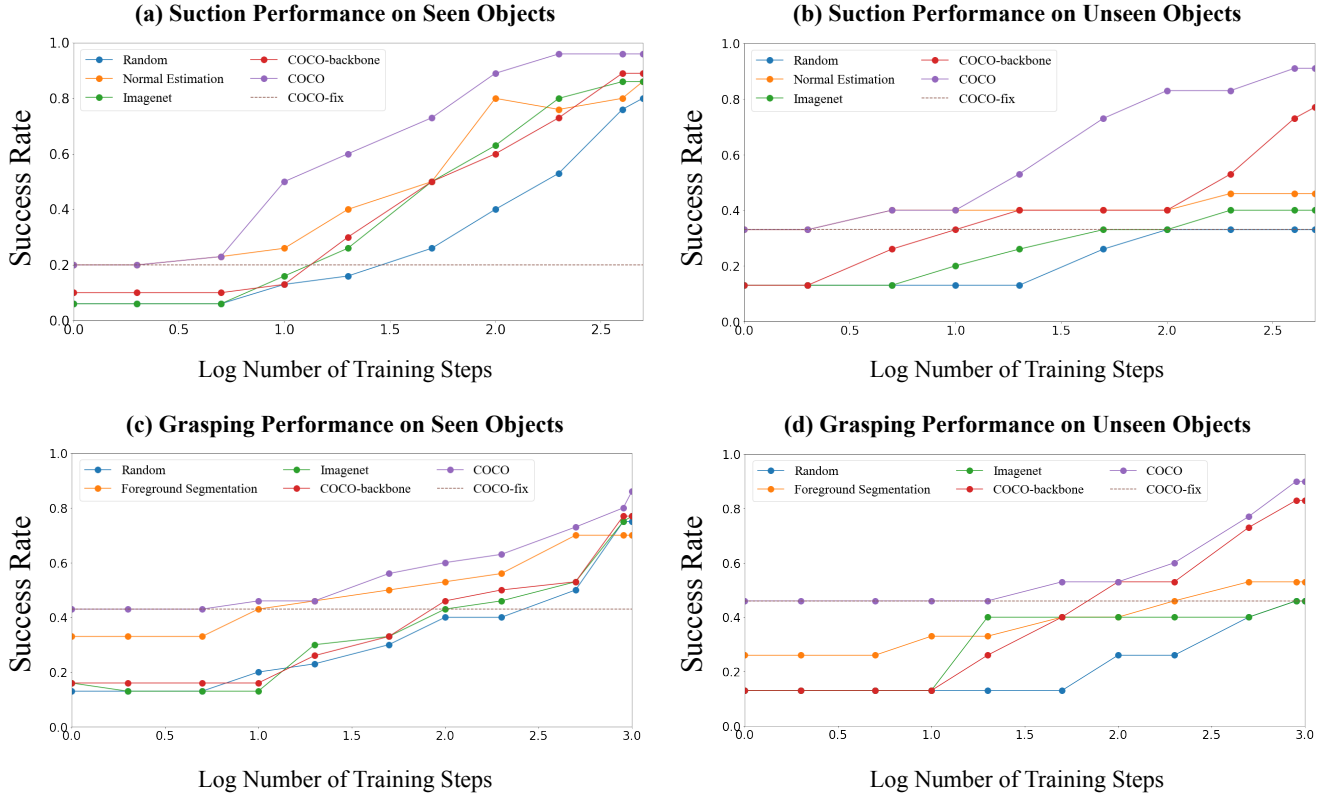 (a) Suction Performance on Seen Objects
1.0
0.8
0.6
0.4
0.2
0.0
Success Rate
Random
Normal Estimation
Imagenet
COCO-backbone
COCO
COCO-fix
0.0 0.5 1.0 1.5 2.0 2.5
Log Number of Training Steps
(b) Suction Performance on Unseen Objects
1.0
0.8
0.6
0.4
0.2
0.0
Success Rate
Random
Normal Estimation
Imagenet
COCO-backbone
COCO
COCO-fix
0.0 0.5 1.0 1.5 2.0 2.5
Log Number of Training Steps
(c) Grasping Performance on Seen Objects
1.0
0.8
0.6
0.4
0.2
0.0
Success Rate
Random
Foreground Segmentation
Imagenet
COCO-backbone
COCO
COCO-fix
0.0 0.5 1.0 1.5 2.0 2.5 3.0
Log Number of Training Steps
(d) Grasping Performance on Unseen Objects
1.0
0.8
0.6
0.4
0.2
0.0
Success Rate
Random
Foreground Segmentation
Imagenet
COCO-backbone
COCO
COCO-fix
0.0 0.5 1.0 1.5 2.0 2.5 3.0
Log Number of Training Steps